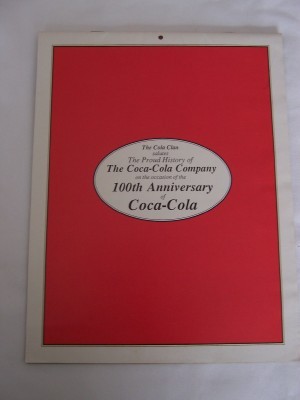 The Cola Clan
salutes
The Proud History of
The Coca-Cola Company
on the occasion of the
100th Anniversary
of
Coca-Cola